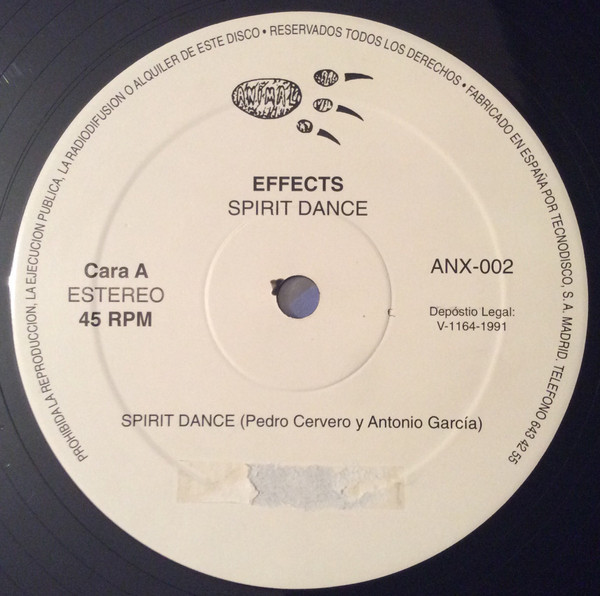 PROHIBIDA LA REPRODUCCION, LA EJECUCION PUBLICA, LA RADIODIFUSION O ALQUILER DE ESTE DISCO • RESERVADOS TODOS LOS DERECHOS • FABRICADO EN ESPAÑA POR TECNODISCO, S. A. MADRID. TELEFONO 643 42 55
ANIMAL
EFFECTS
SPIRIT DANCE
Cara A
ESTEREO
45 RPM
ANX-002
Depóstio Legal:
V-1164-1991
SPIRIT DANCE (Pedro Cervero y Antonio García)